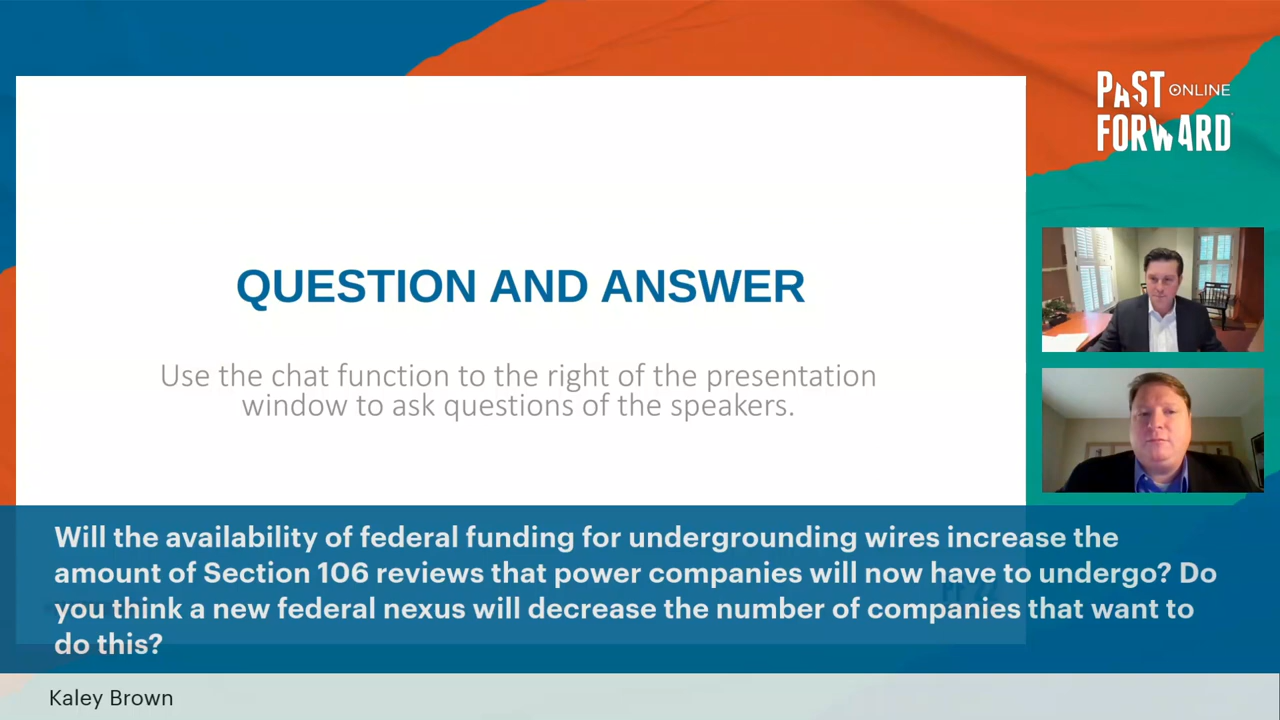 PAST ONLINE
FORWARD
QUESTION AND ANSWER
Use the chat function to the right of the presentation
window to ask questions of the speakers.
Will the availability of federal funding for undergrounding wires increase the
amount of Section 106 reviews that power companies will now have to undergo? Do
you think a new federal nexus will decrease the number of companies that want to
do this?
Kaley Brown